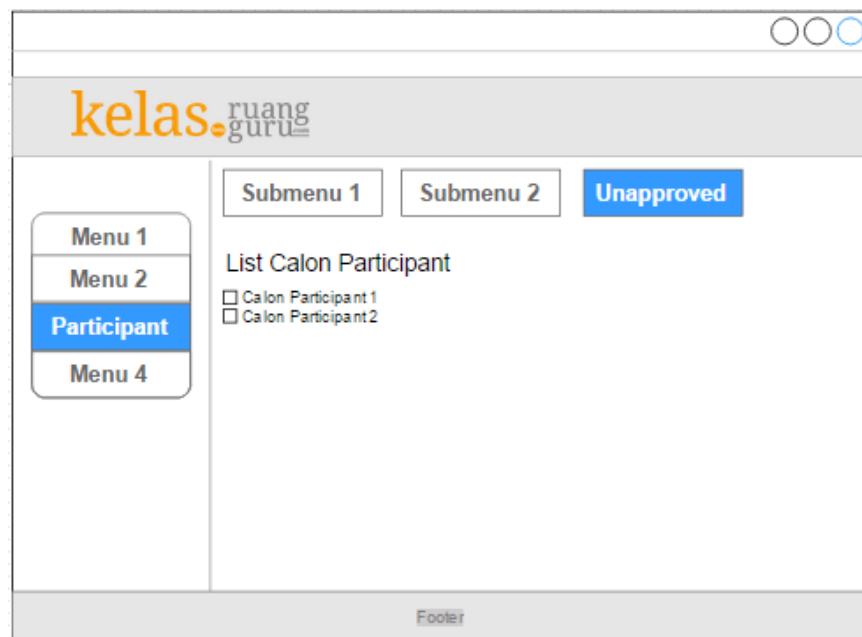 kelas.ruang
guru.com
Submenu 1 Submenu 2 Unapproved
Menu 1
Menu 2
Participant
Menu 4
List Calon Participant
Calon Participant 1
Calon Participant 2
Footer